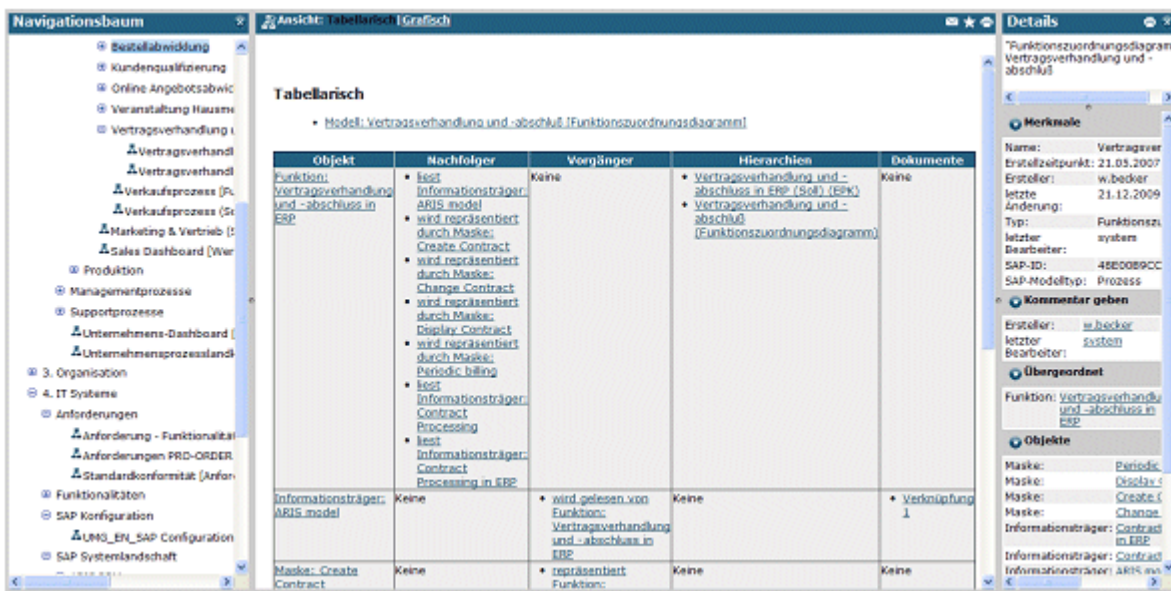 Navigationsbaum
Bestellabwicklung
Kundenqualifizierung
Online Angebotsabwic
Veranstaltung Hausme
Vertragsverhandlung u
Vertragsverhandl
Vertragsverhandl
Verkaufsprozess (Fu
Verkaufsprozess (So
Marketing & Vertrieb [S
Sales Dashboard [Wer
Produktion
Managementprozesse
Supportprozesse
Unternehmens-Dashboard [
Unternehmensprozesslandk
3. Organisation
4. IT Systeme
Anforderungen
Anforderung - Funktionalität
Anforderungen PRO-ORDER
Standardkonformität [Anfor
Funktionalitäten
SAP Konfiguration
UMG_EN_SAP Configuration
SAP Systemlandschaft
Ansicht: Tabellarisch | Grafisch
Tabellarisch
• Modell: Vertragsverhandlung und -abschluß [Funktionszuordnungsdiagramm]
Objekt Nachfolger Vorgänger Hierarchien Dokumente
Funktion:
Vertragsverhandlung
und -abschluss in
ERP
• liest
Informationsträger:
ARIS model
• wird repräsentiert
durch Maske:
Create Contract
• wird repräsentiert
durch Maske:
Change Contract
• wird repräsentiert
durch Maske:
Display Contract
• wird repräsentiert
durch Maske:
Periodic billing
• liest
Informationsträger:
Contract
Processing
• liest
Informationsträger:
Contract
Processing in ERP
Keine
• Vertragsverhandlung und -
abschluss in ERP (Soll) (EPK)
• Vertragsverhandlung und -
abschluß
[Funktionszuordnungsdiagramm]
Keine
Informationsträger:
ARIS model
Keine
• wird gelesen von
Funktion:
Vertragsverhandlung
und -abschluss in
ERP
Keine
• Verknüpfung
1
Maske: Create
Contract
Keine
• repräsentiert
Funktion:
Keine
Keine
Details
"Funktionszuordnungsdiagram
Vertragsverhandlung und -
abschluß
Merkmale
Name: Vertragsver
Erstellzeitpunkt: 21.05.2007
Ersteller: w.becker
letzte 21.12.2009
Änderung:
Typ: Funktionszu
letzter system
Bearbeiter:
SAP-ID: 48E00B9CC
SAP-Modelltyp: Prozess
Kommentar geben
Ersteller: w.becker
letzter system
Bearbeiter:
Übergeordnet
Funktion: Vertragsverhandlu
und -abschluss in
ERP
Objekte
Maske: Periodic
Maske: Display C
Maske: Create C
Maske: Change
Informationsträger: Contract
in ERP
Informationsträger: Contract
Informationsträger: ARIS mo